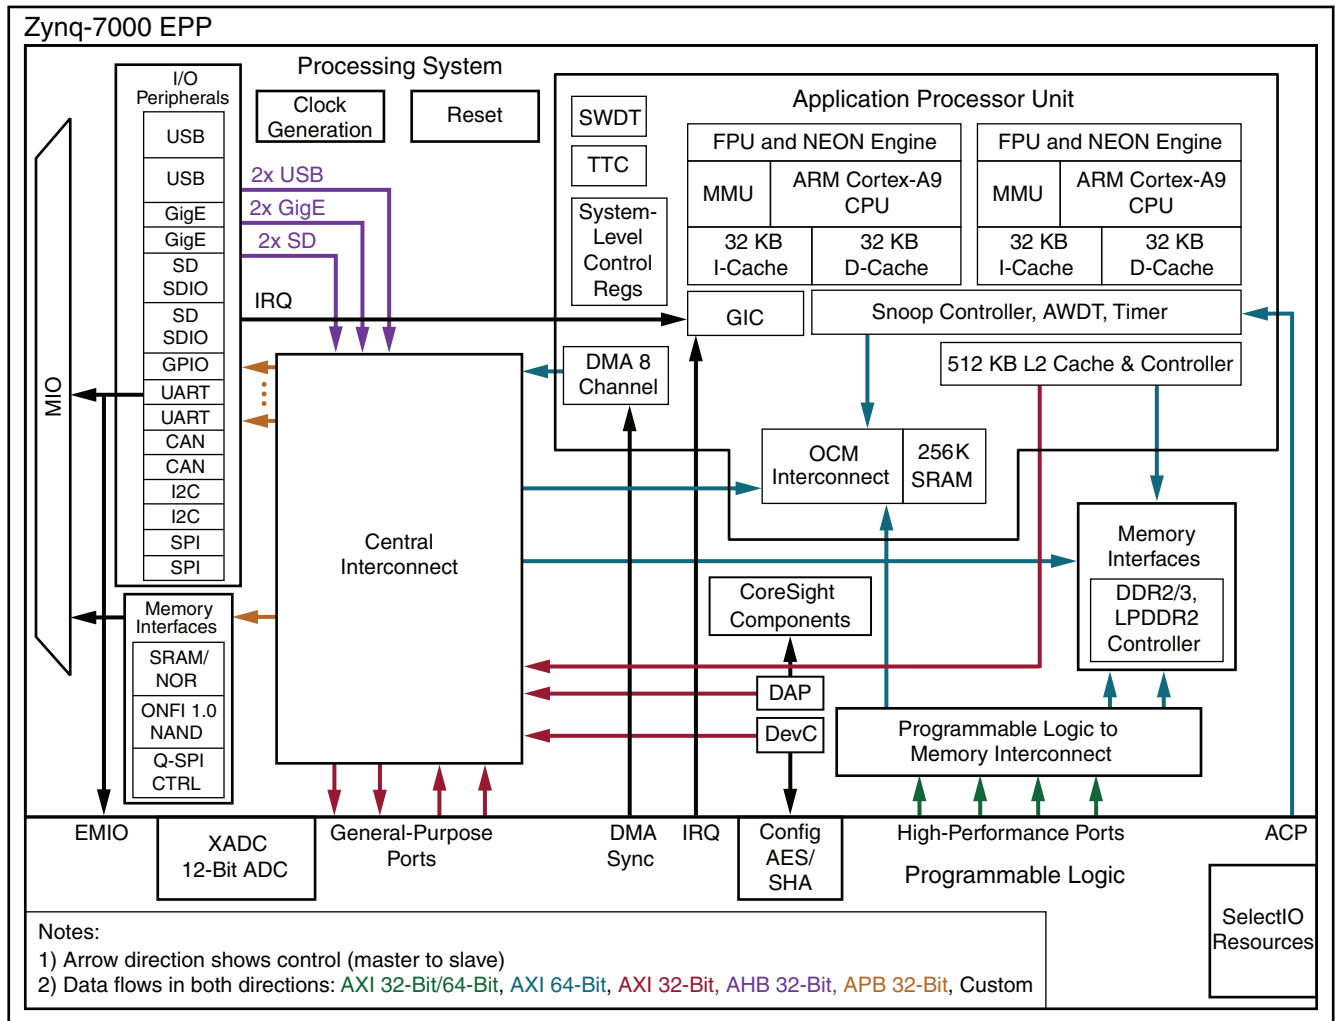 Zynq-7000 EPP
Processing System
I/O
Peripherals
USB
USB
GigE
GigE
SD
SDIO
SD
SDIO
GPIO
UART
UART
CAN
CAN
I2C
I2C
SPI
SPI
MIO
Clock
Generation
Reset
2x USB
2x GigE
2x SD
IRQ
Application Processor Unit
SWDT
TTC
System-
Level
Control
Regs
FPU and NEON Engine
MMU
ARM Cortex-A9
CPU
32 KB
I-Cache
32 KB
D-Cache
FPU and NEON Engine
MMU
ARM Cortex-A9
CPU
32 KB
I-Cache
32 KB
D-Cache
GIC
Snoop Controller, AWDT, Timer
DMA 8
Channel
512 KB L2 Cache & Controller
OCM
Interconnect
256K
SRAM
Central
Interconnect
Memory
Interfaces
DDR2/3,
LPDDR2
Controller
CoreSight
Components
DAP
DevC
Programmable Logic to
Memory Interconnect
Memory
Interfaces
SRAM/
NOR
ONFI 1.0
NAND
Q-SPI
CTRL
EMIO
XADC
12-Bit ADC
General-Purpose
Ports
DMA
Sync
IRQ
Config
AES/
SHA
High-Performance Ports
ACP
Programmable Logic
SelectIO
Resources
Notes:
1) Arrow direction shows control (master to slave)
2) Data flows in both directions: AXI 32-Bit/64-Bit, AXI 64-Bit, AXI 32-Bit, AHB 32-Bit, APB 32-Bit, Custom